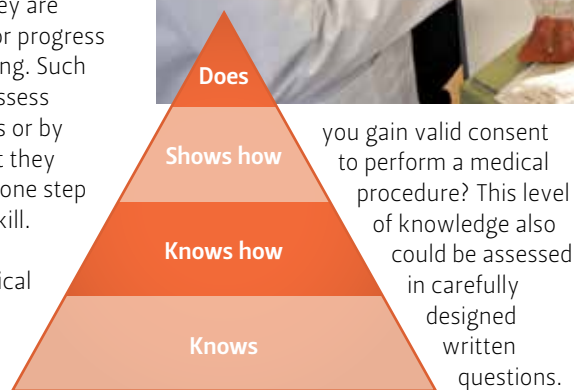 ey are
or progress
ng. Such
ssess
s or by
t they
one step
kill.
ical
Does
Shows how
Knows how
Knows
you gain valid consent
to perform a medical
procedure? This level
of knowledge also
could be assessed
in carefully
designed
written
questions.